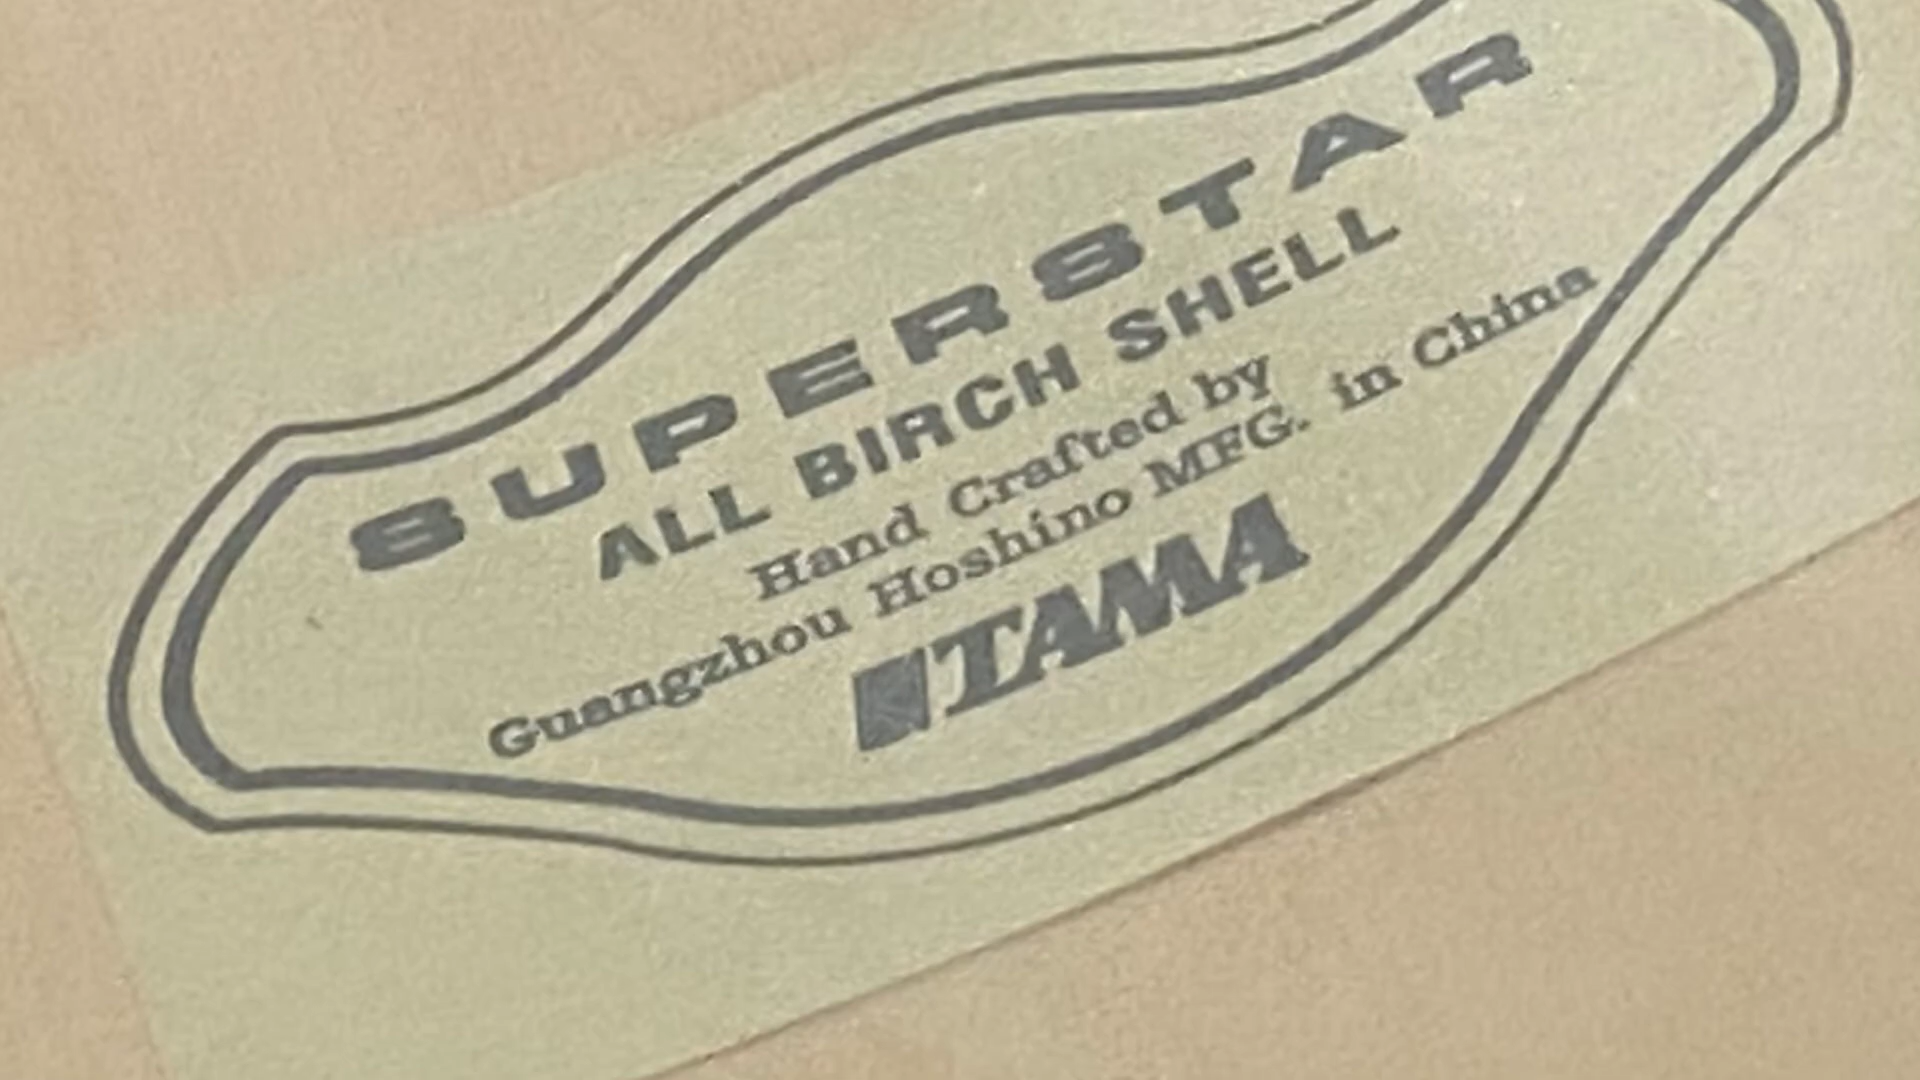 SUPERSTAR
ALL BIRCH SHELL
Hand Crafted by
Guangzhou Hoshino MFG. in China
TAMA